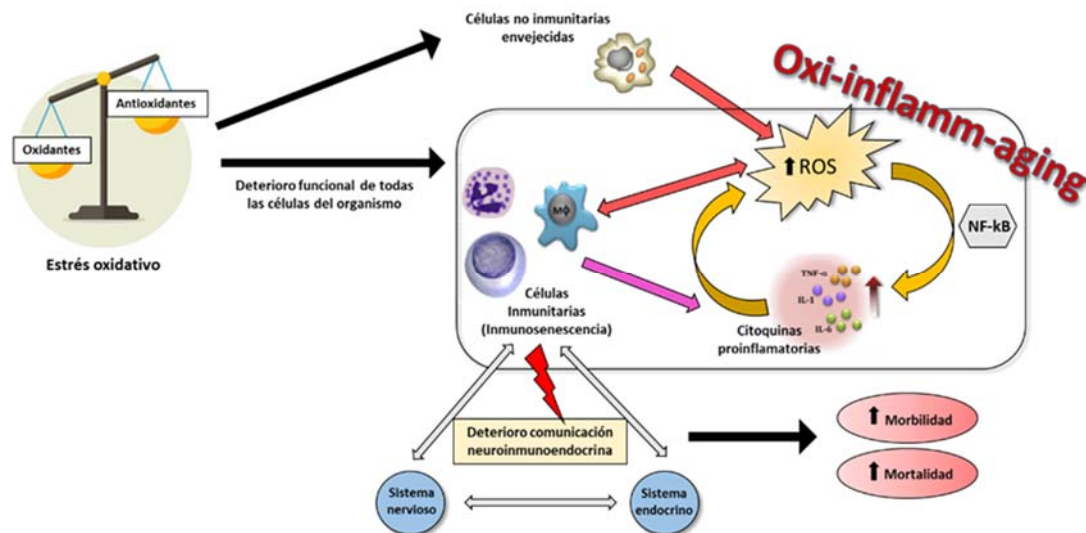 Células no inmunitarias
envejecidas
Oxi-inflamm-aging
Antioxidantes
Oxidantes
ROS
Deterioro funcional de todas
las células del organismo
MΦ
NF-kB
Estrés oxidativo
TNF-α
IL-1
IL-6
Células
Inmunitarias
(Inmunosenescencia)
Citoquinas
proinflamatorias
Deterioro comunicación
neuroinmunoendocrina
Morbilidad
Mortalidad
Sistema
nervioso
Sistema
endocrino